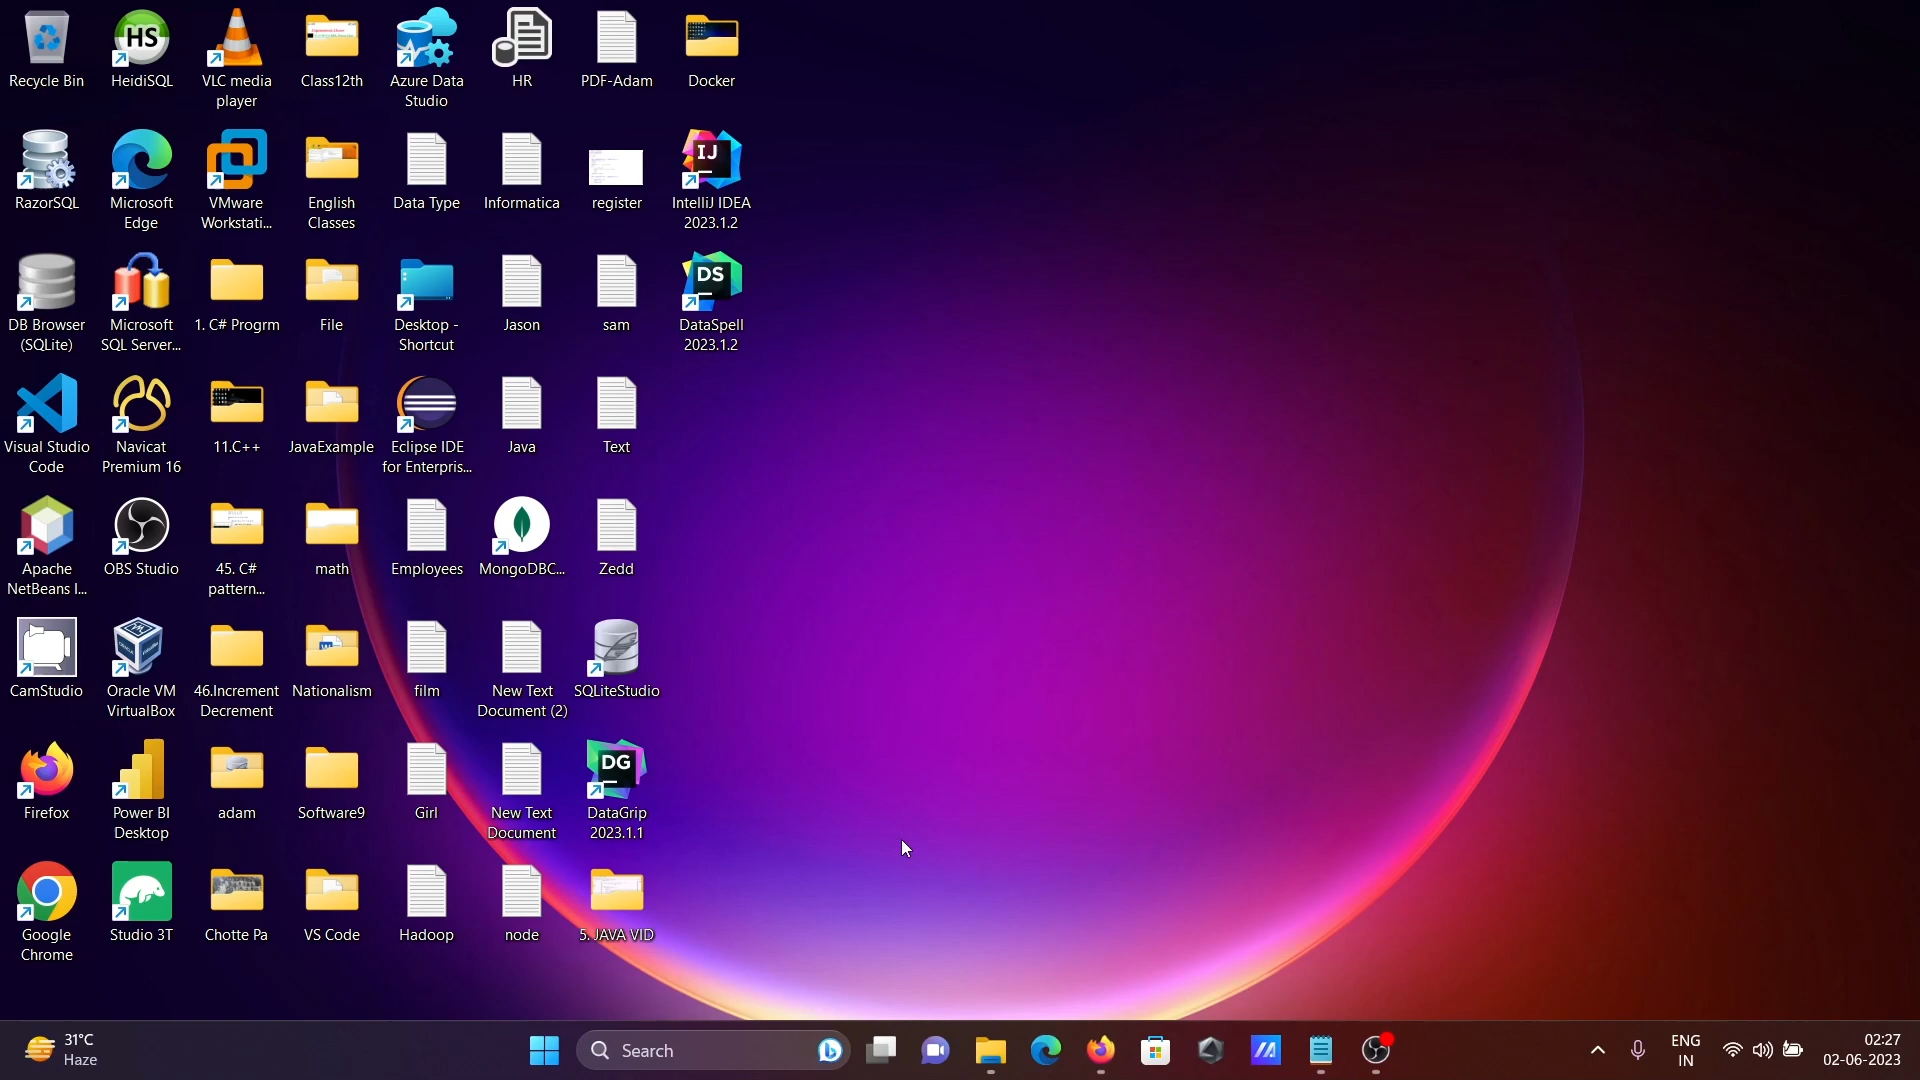 Recycle Bin
HS
HeidiSQL
VLC media
player
Class12th
Azure Data
Studio
HR
PDF-Adam
Docker
RazorSQL
Microsoft
Edge
VMware
Workstati...
English
Classes
Data Type
Informatica
register
IJ
IntelliJ IDEA
2023.1.2
DB Browser
(SQLite)
Microsoft
SQL Server...
1. C# Progrm
File
Desktop -
Shortcut
Jason
sam
DS
DataSpell
2023.1.2
Visual Studio
Code
Navicat
Premium 16
11.C++
JavaExample
Eclipse IDE
for Enterpris...
Java
Text
Apache
NetBeans I...
OBS Studio
45. C#
pattern...
math
Employees
MongoDBC...
Zedd
CamStudio
Oracle VM
VirtualBox
46.Increment
Decrement
Nationalism
film
New Text
Document (2)
SQLiteStudio
Firefox
Power BI
Desktop
adam
Software9
Girl
New Text
Document
DG
DataGrip
2023.1.1
Google
Chrome
Studio 3T
Chotte Pa
VS Code
Hadoop
node
5. JAVA VID
31°C
Haze
Search
ENG
IN
02:27
02-06-2023